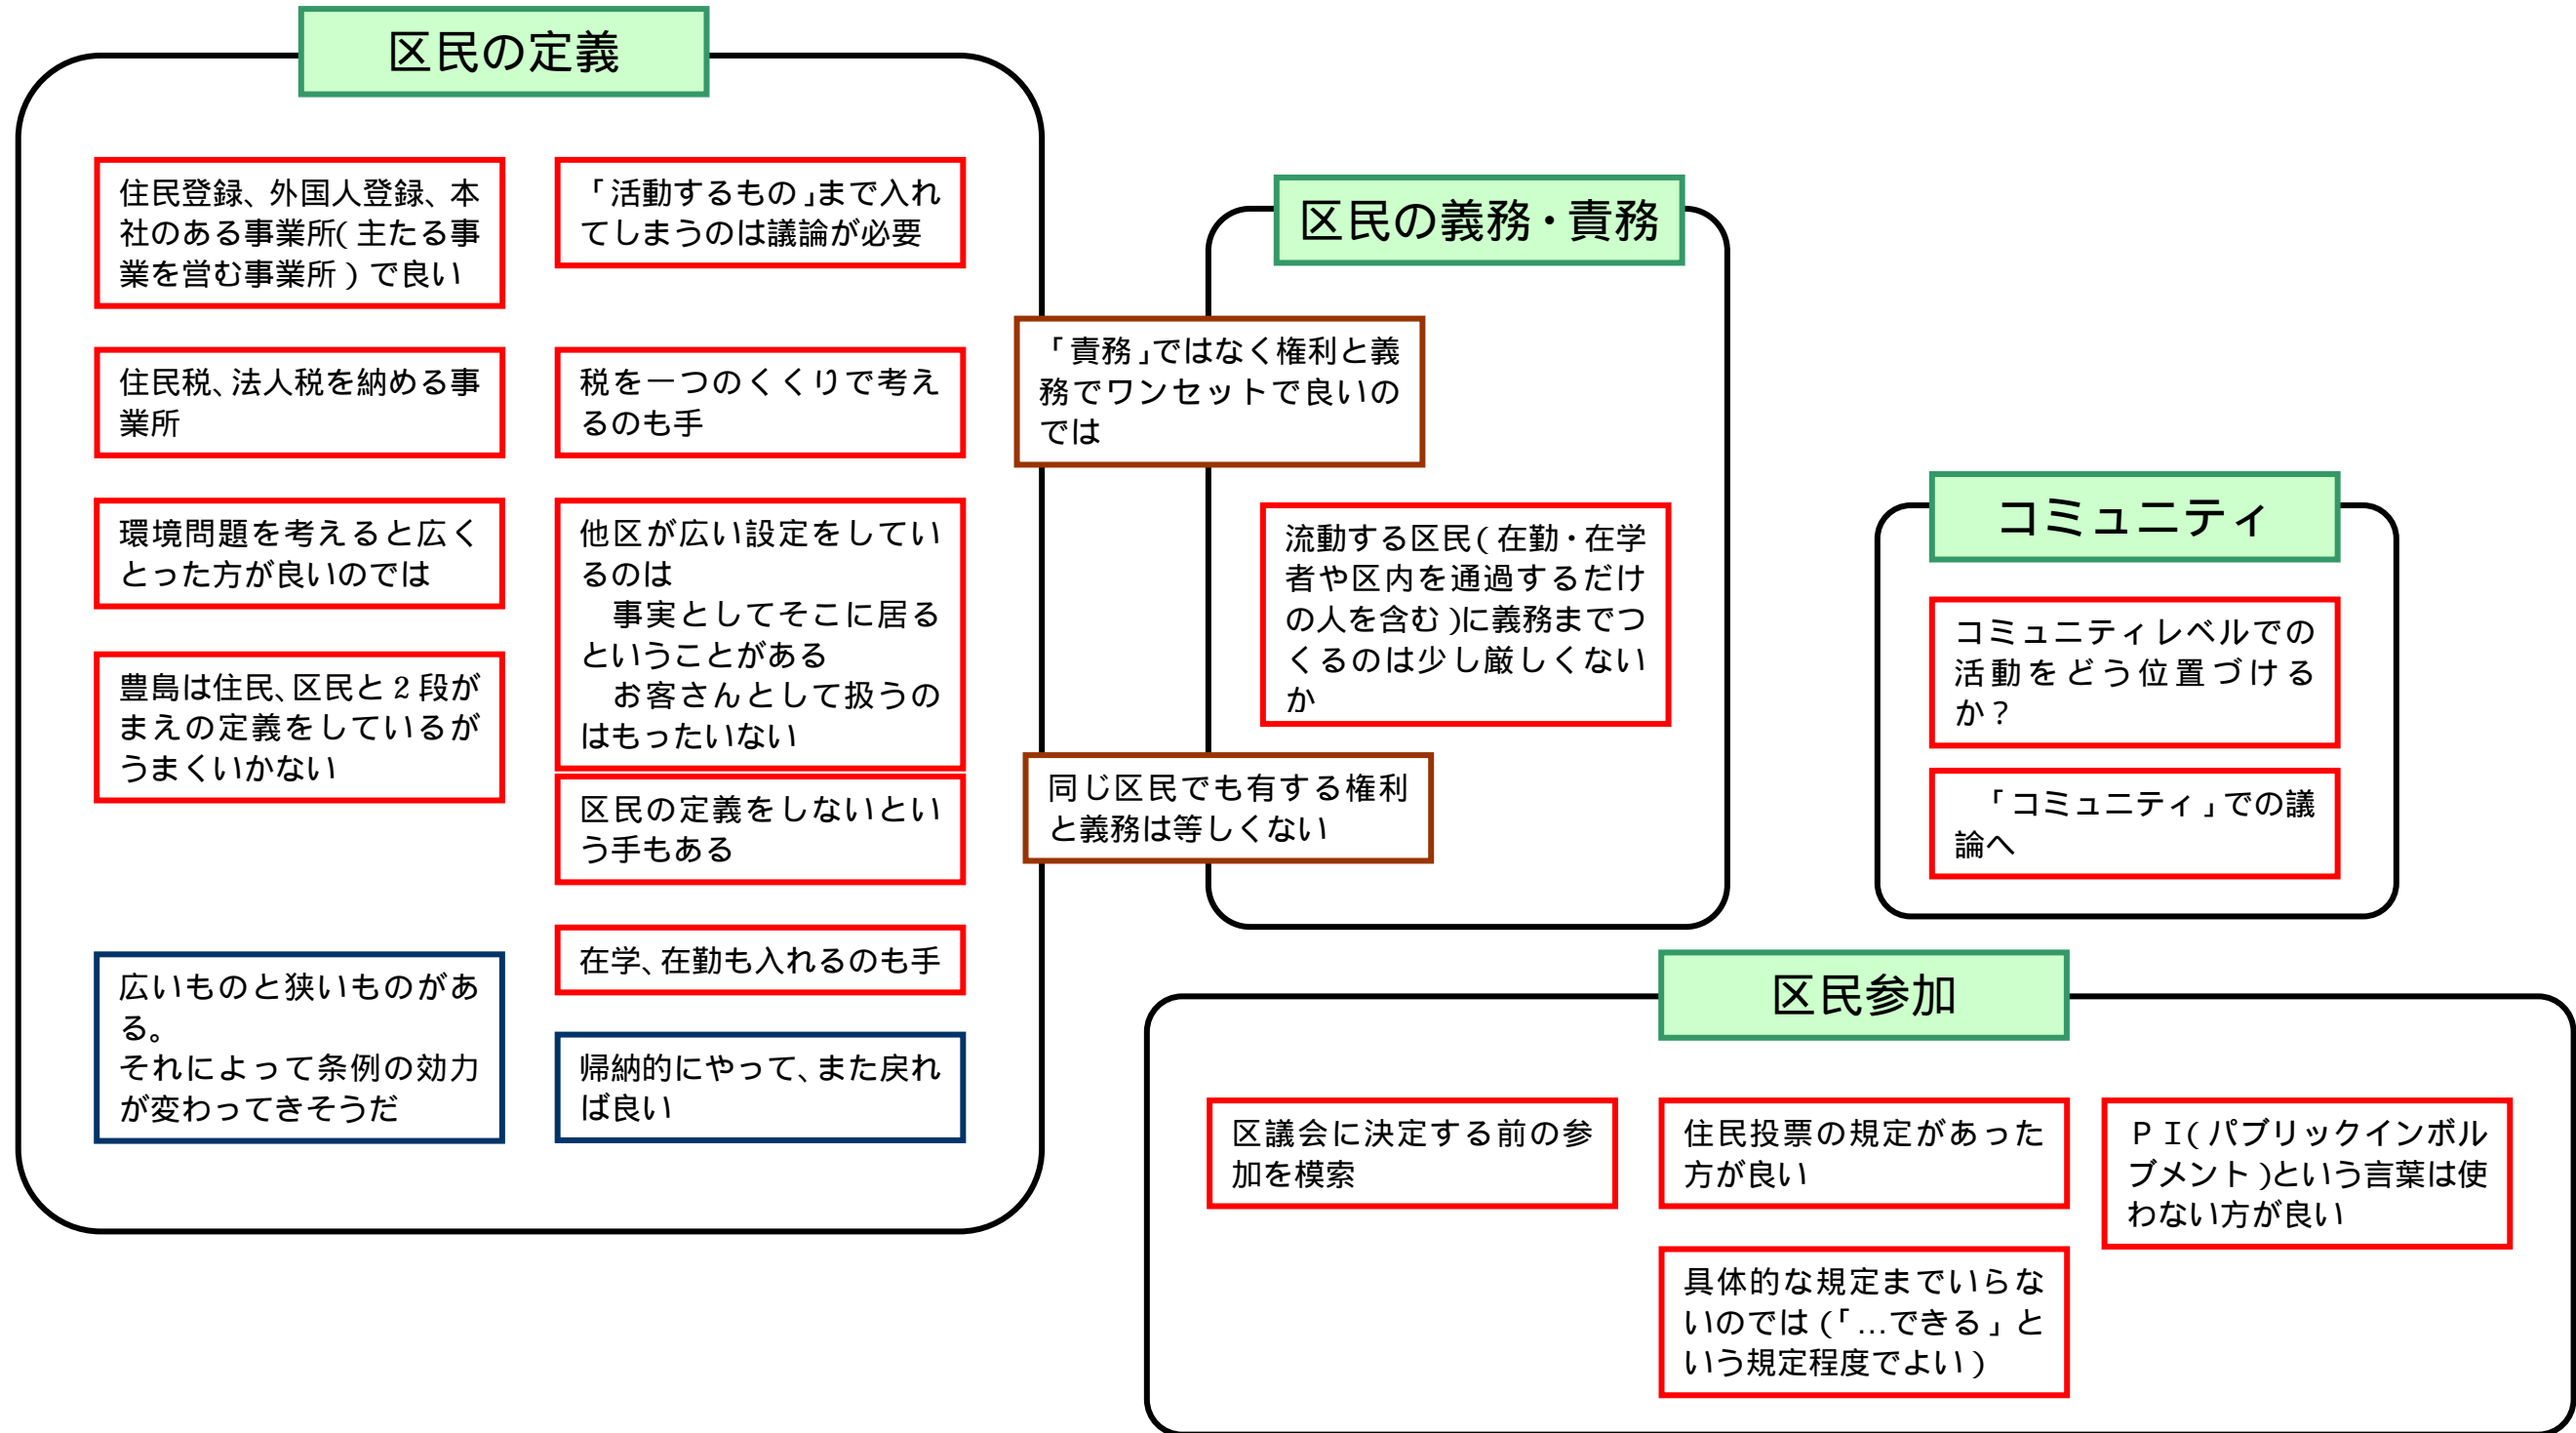 区民の定義
住民登録、外国人登録、本
社のある事業所(主たる事
業を営む事業所)で良い
「活動するもの」まで入れ
てしまうのは議論が必要
住民税、法人税を納める事
業所
税を一つのくくりで考え
るのも手
環境問題を考えると広く
とった方が良いのでは
他区が広い設定をしてい
るのは
　事実としてそこに居る
ということがある
　お客さんとして扱うの
はもったいない
豊島は住民、区民と2段が
まえの定義をしているが
うまくいかない
区民の定義をしないとい
う手もある
在学、在勤も入れるのも手
広いものと狭いものがあ
る。
それによって条例の効力
が変わってきそうだ
帰納的にやって、また戻れ
ば良い
区民の義務・責務
「責務」ではなく権利と義
務でワンセットで良いの
では
流動する区民(在勤・在学
者や区内を通過するだけ
の人を含む)に義務までつ
くるのは少し厳しくない
か
同じ区民でも有する権利
と義務は等しくない
コミュニティ
コミュニティレベルでの
活動をどう位置づける
か？
「コミュニティ」での議
論へ
区民参加
区議会に決定する前の参
加を模索
住民投票の規定があった
方が良い
ＰＩ(パブリックインボル
ブメント)という言葉は使
わない方が良い
具体的な規定までいらな
いのでは(「…できる」と
いう規定程度でよい)